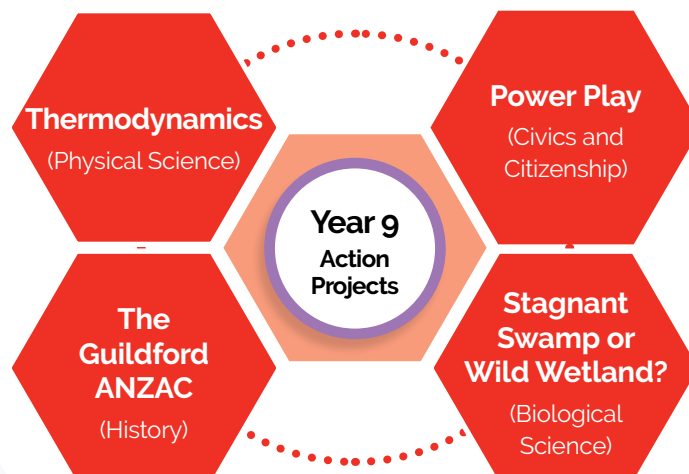 Thermodynamics
(Physical Science)
Power Play
(Civics and
Citizenship)
Year 9
Action
Projects
The
Guildford
ANZAC
(History)
Stagnant
Swamp or
Wild Wetland?
(Biological
Science)